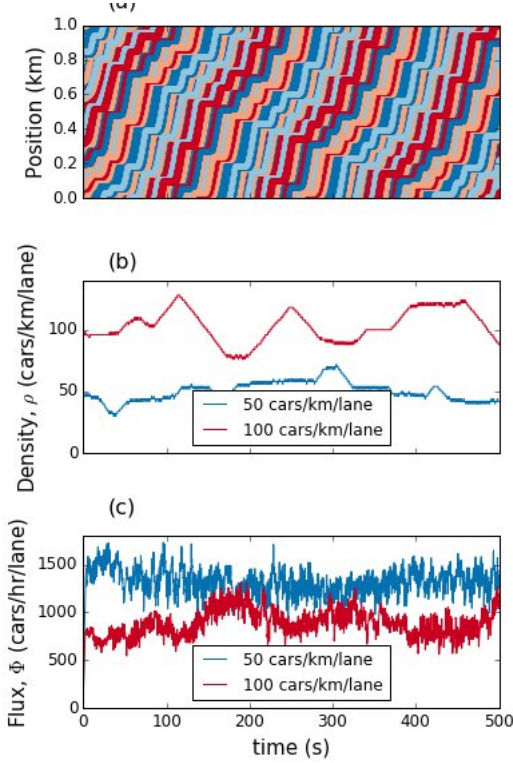 (a)
1.0
0.8
0.6
0.4
0.2
0.0
Position (km)
(b)
100
50
0
Density, ρ (cars/km/lane)
50 cars/km/lane
100 cars/km/lane
(c)
1500
1000
500
0
Flux, Φ (cars/hr/lane)
50 cars/km/lane
100 cars/km/lane
0 100 200 300 400 500
time (s)